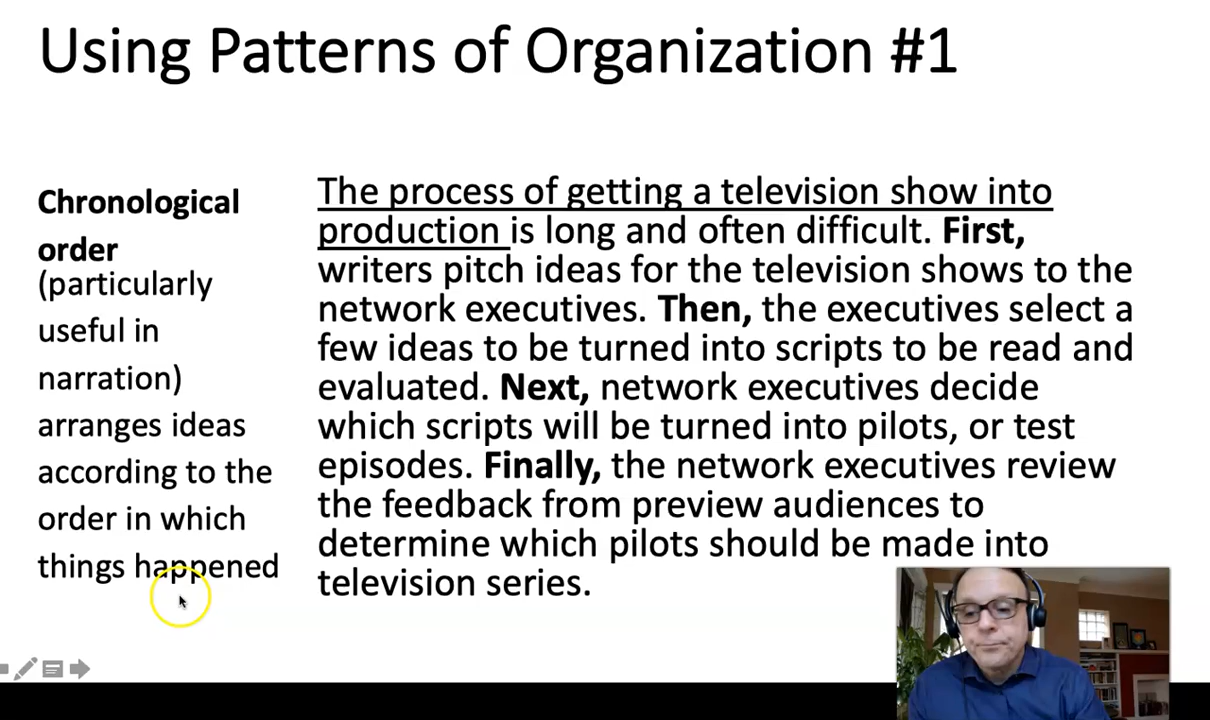 Using Patterns of Organization #1
Chronological
order
(particularly
useful in
narration)
arranges ideas
according to the
order in which
things happened
The process of getting a television show into
production is long and often difficult. First,
writers pitch ideas for the television shows to the
network executives. Then, the executives select a
few ideas to be turned into scripts to be read and
evaluated. Next, network executives decide
which scripts will be turned into pilots, or test
episodes. Finally, the network executives review
the feedback from preview audiences to
determine which pilots should be made into
television series.